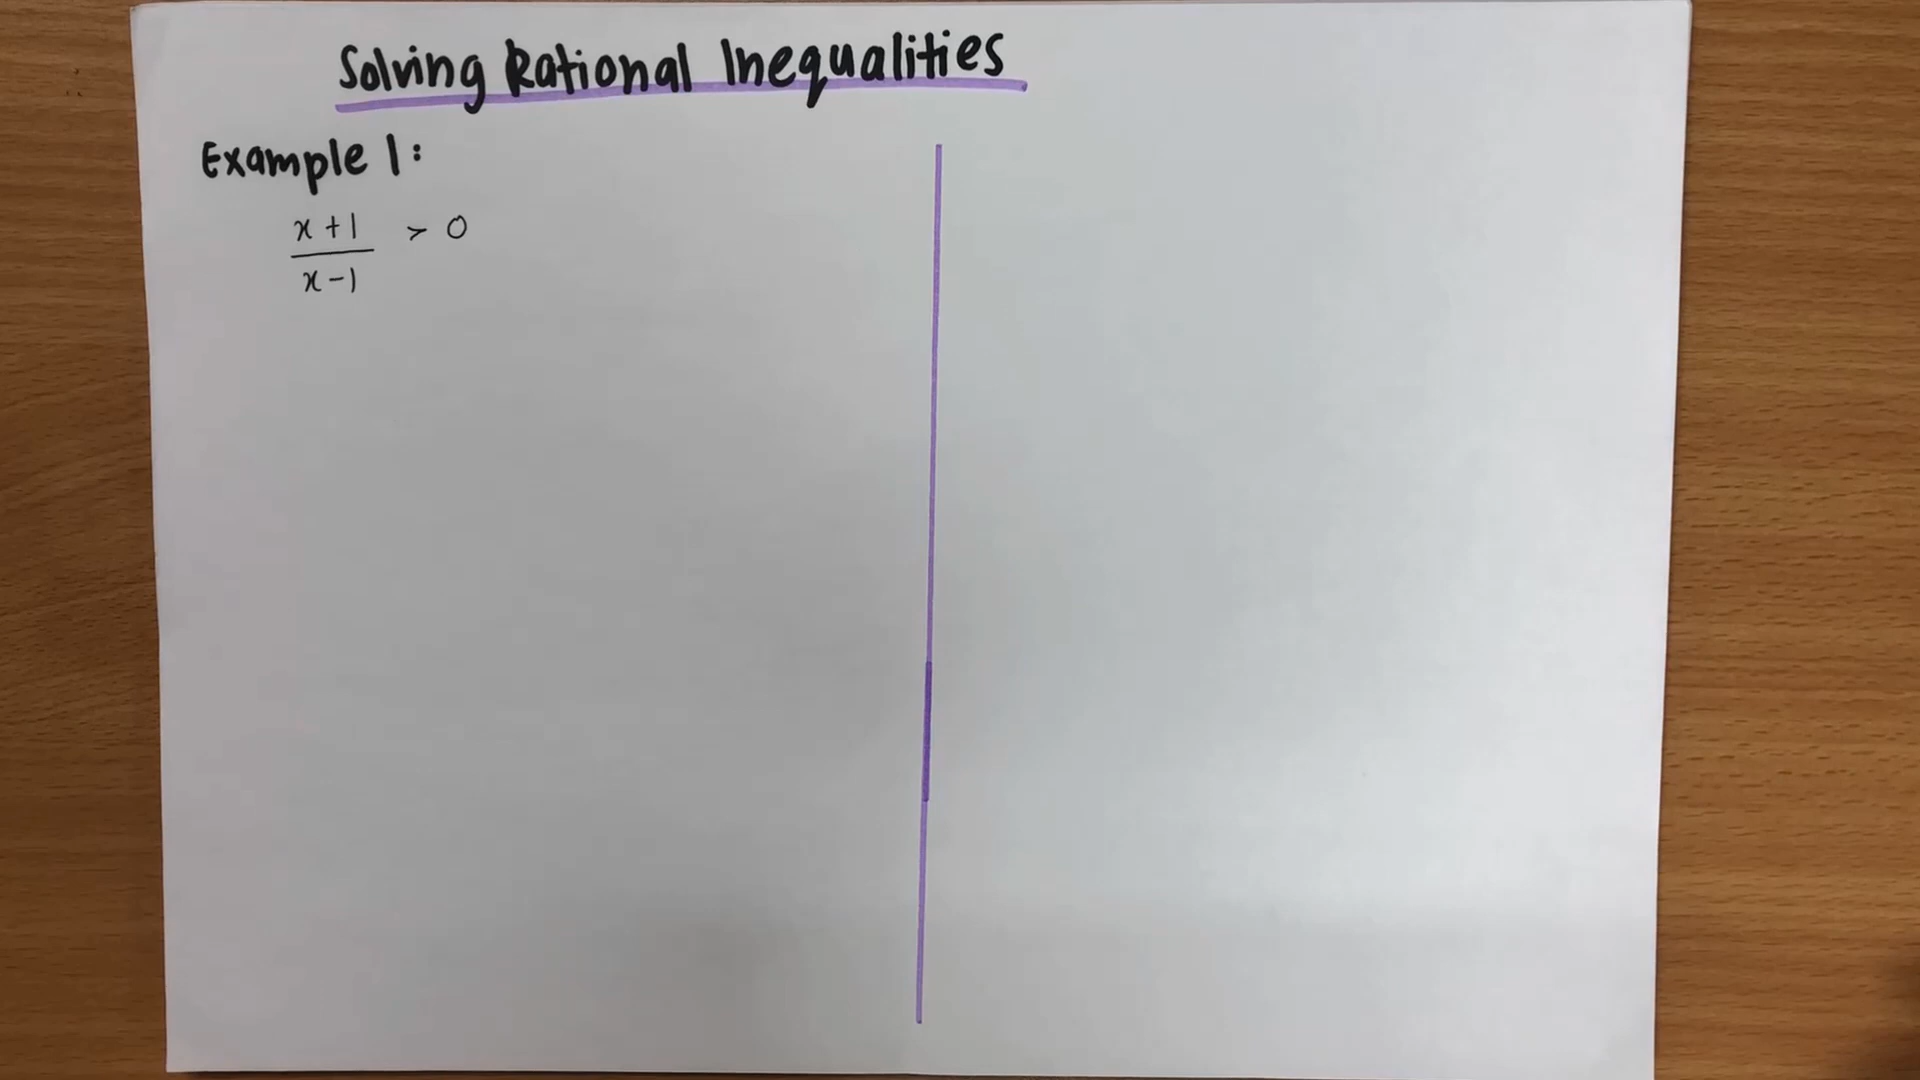 Solving Rational Inequalities
Example 1:
x+1
> 0
x-1